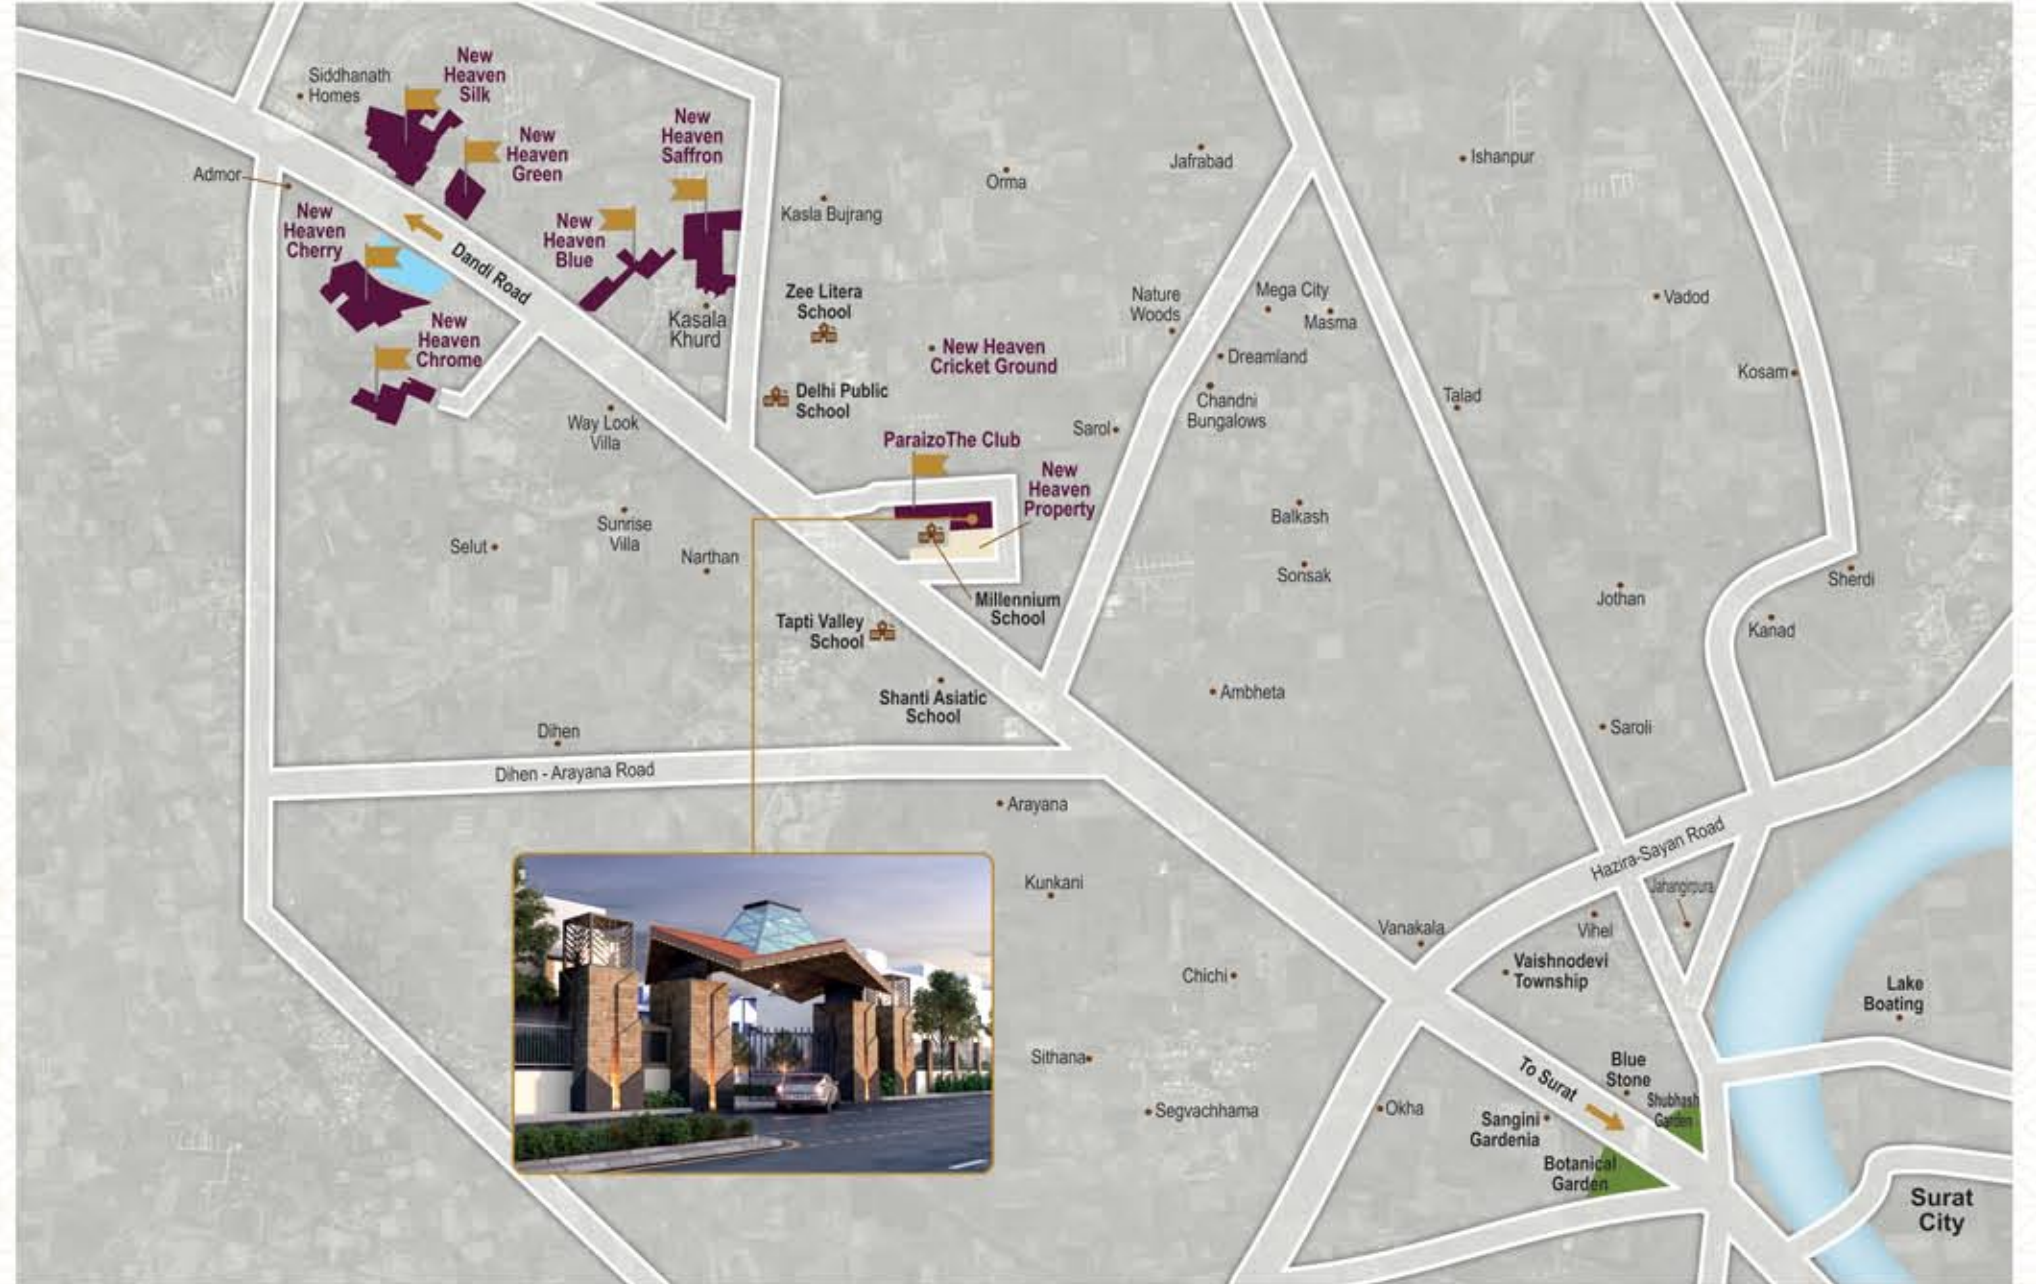 Siddhanath
Homes
New
Heaven
Silk
New
Heaven
Green
New
Heaven
Saffron
Admor
New
Heaven
Cherry
Dandi Road
New
Heaven
Blue
Kasla Bujrang
Orma
Jafrabad
Ishanpur
New
Heaven
Chrome
Kasala
Khurd
Zee Litera
School
New Heaven
Cricket Ground
Delhi Public
School
Nature
Woods
Mega City
Masma
Dreamland
Chandni
Bungalows
Vadod
Kosam
Talad
Way Look
Villa
Sarol
ParaizoThe Club
New
Heaven
Property
Selut
Sunrise
Villa
Narthan
Balkash
Sonsak
Jothan
Sherdi
Kanad
Millennium
School
Tapti Valley
School
Shanti Asiatic
School
Ambheta
Saroli
Dihen
Dihen - Arayana Road
Arayana
Hazira-Sayan Road
Jahangirpura
Kunkani
Vanakala
Vihel
Vaishnodevi
Township
Chichi
Lake
Boating
Sithana
Segvachhama
Okha
To Surat
Blue
Stone
Shubhash
Garden
Sangini
Gardenia
Botanical
Garden
Surat
City